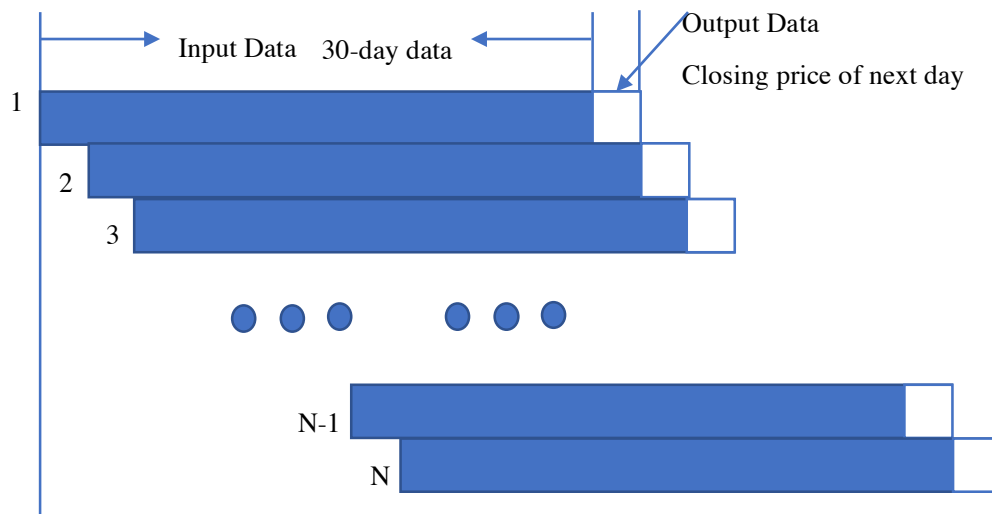 Input Data 30-day data
Output Data
Closing price of next day
1
2
3
N-1
N